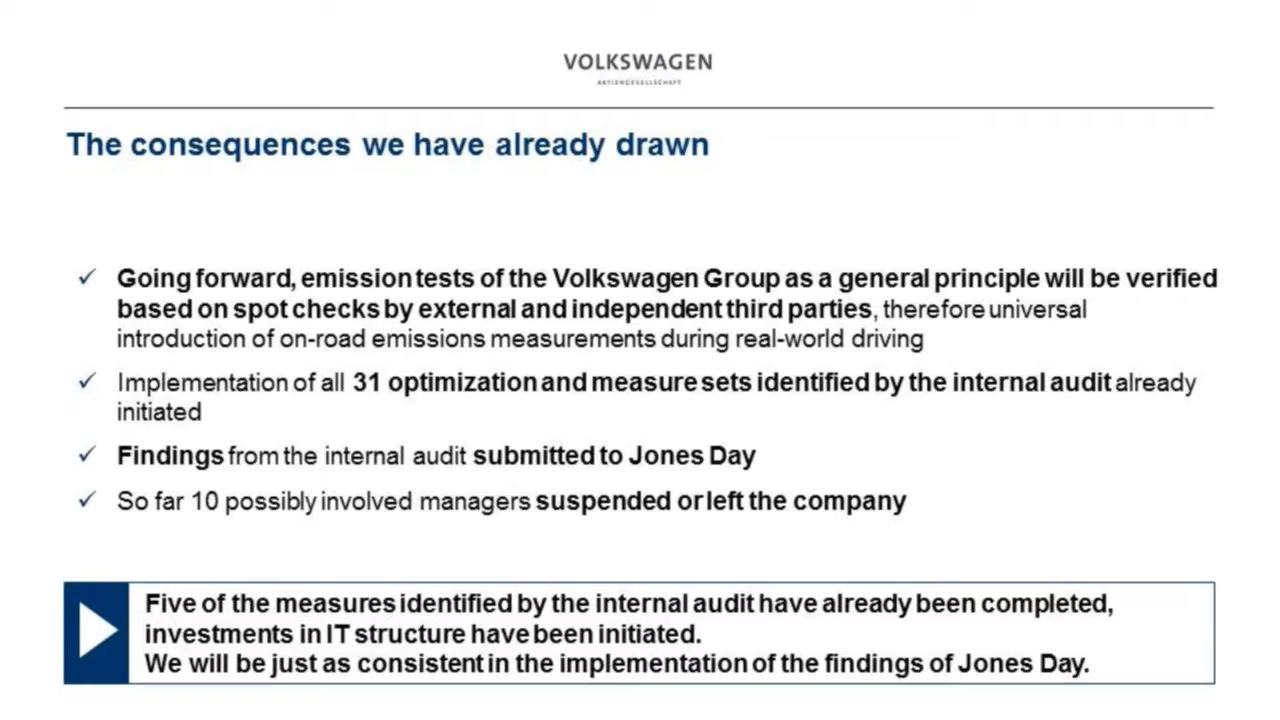 VOLKSWAGEN
AKTIENGESELLSCHAFT
The consequences we have already drawn
✓ Going forward, emission tests of the Volkswagen Group as a general principle will be verified
based on spot checks by external and independent third parties, therefore universal
introduction of on-road emissions measurements during real-world driving
✓ Implementation of all 31 optimization and measure sets identified by the internal audit already
initiated
✓ Findings from the internal audit submitted to Jones Day
✓ So far 10 possibly involved managers suspended or left the company
Five of the measures identified by the internal audit have already been completed,
investments in IT structure have been initiated.
We will be just as consistent in the implementation of the findings of Jones Day.